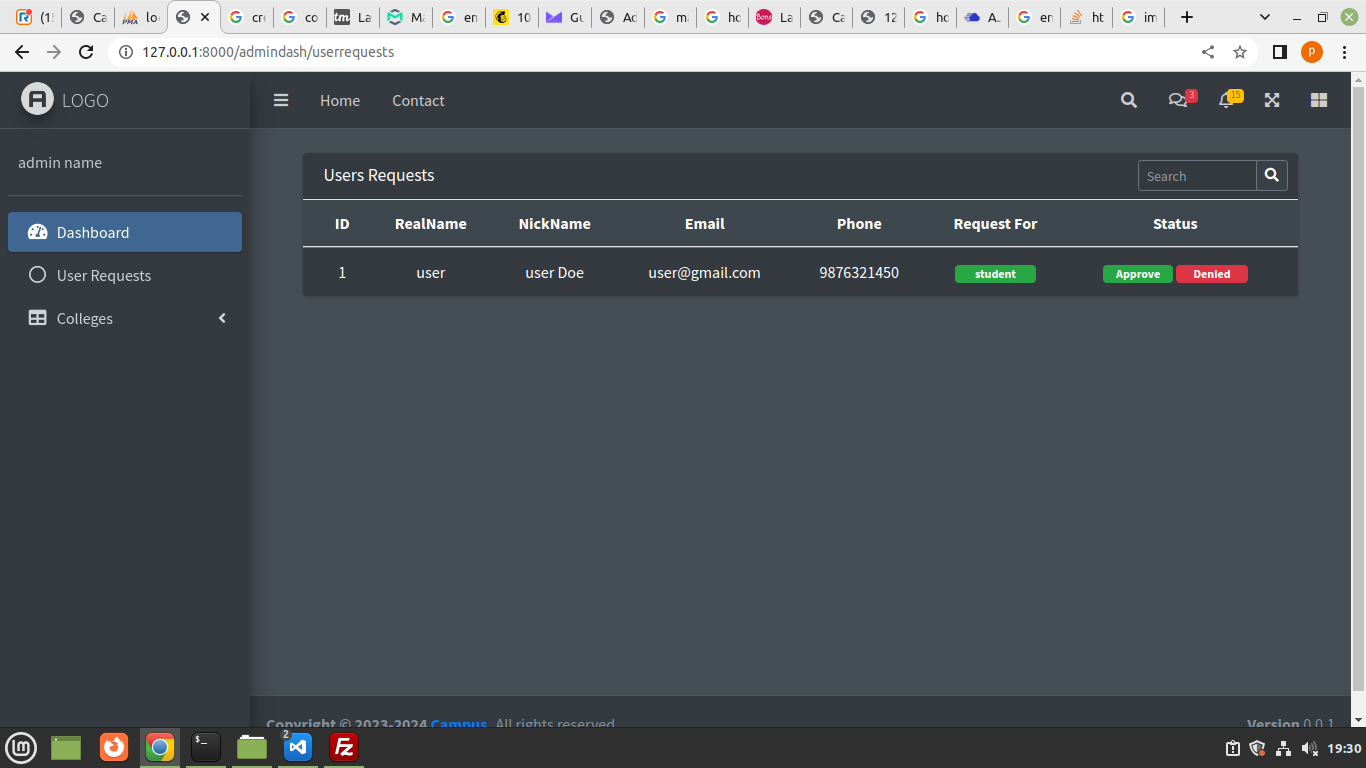 (1
Ca
lo
cr
co
La
M
en
10
Gu
Ad
m
ho
La
Ca
12
ho
A
en
ht
im
127.0.0.1:8000/admindash/userrequests
P
LOGO
Home
Contact
3
15
admin name
Users Requests
Search
Dashboard
User Requests
Colleges
ID RealName NickName Email Phone Request For Status
1 user user Doe user@gmail.com 9876321450 student Approve Denied
Copyright © 2023-2024 Campus. All rights reserved.
Version 0.0.1
2
19:30